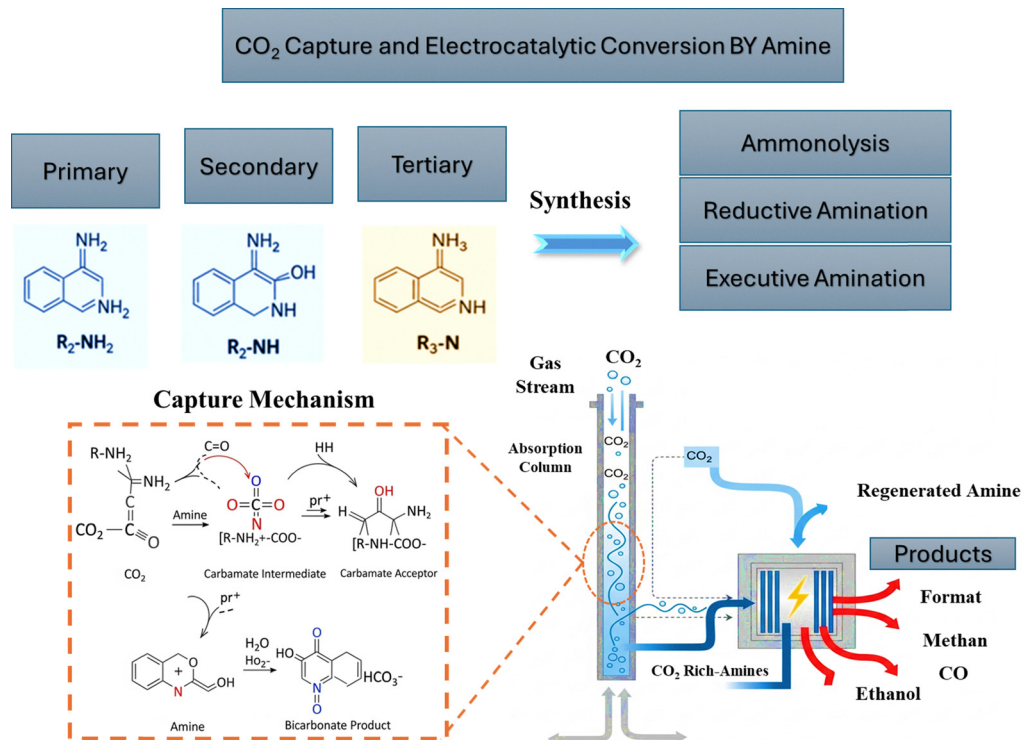 CO₂ Capture and Electrocatalytic Conversion BY Amine
Primary
Secondary
Tertiary
Synthesis
Ammonolysis
Reductive Amination
Executive Amination
NH₂
NH₂
R₂-NH₂
NH₂
OH
NH
R₂-NH
NH₃
NH
R₃-N
Capture Mechanism
R-NH₂
NH₂
C
CO₂
O
CO₂
Amine
C=O
O
O=C=O
N
[R-NH₂+-COO-
Carbamate Intermediate
HH
pr⁺
OH
H
NH₂
[R-NH-COO-
Carbamate Acceptor
pr⁺
O
+
N
OH
Amine
H₂O
Ho₂-
O
HO
N
O
HCO₃⁻
Bicarbonate Product
Gas
Stream
CO₂
Absorption
Column
CO₂
CO₂
CO₂
Regenerated Amine
Products
Format
Methan
CO
Ethanol
CO₂ Rich-Amines